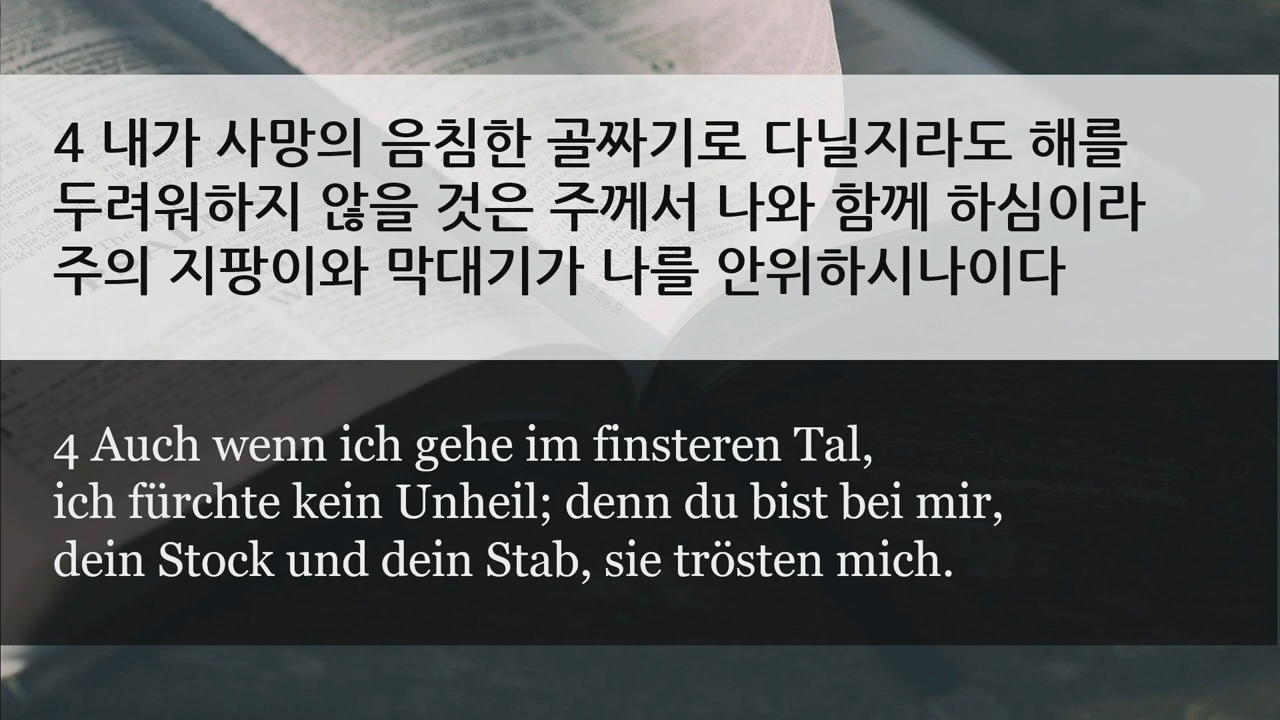 4 내가 사망의 음침한 골짜기로 다닐지라도 해를
두려워하지 않을 것은 주께서 나와 함께 하심이라
주의 지팡이와 막대기가 나를 안위하시나이다
4 Auch wenn ich gehe im finsteren Tal,
ich fürchte kein Unheil; denn du bist bei mir,
dein Stock und dein Stab, sie trösten mich.